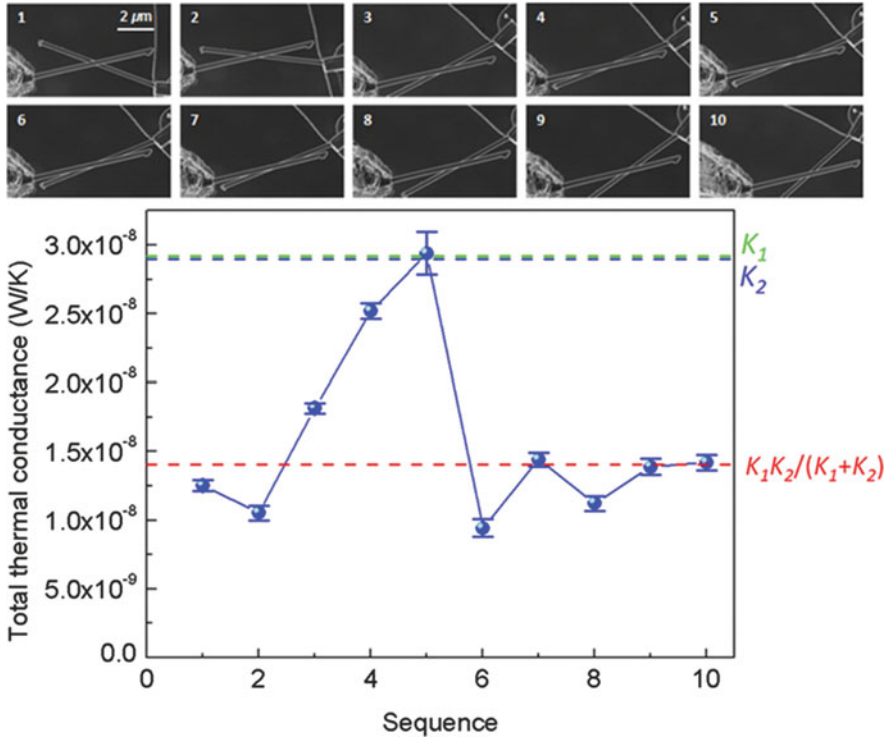 1
2 μm
2
3
4
5
6
7
8
9
10
Total thermal conductance (W/K)
3.0x10⁻⁸
2.5x10⁻⁸
2.0x10⁻⁸
1.5x10⁻⁸
1.0x10⁻⁸
5.0x10⁻⁹
0.0
K₁
K₂
K₁K₂/(K₁+K₂)
0
2
4
6
8
10
Sequence